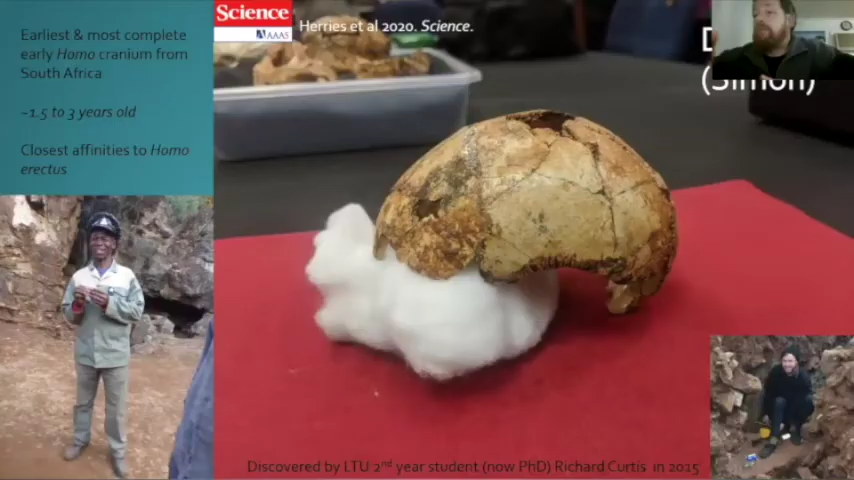 Earliest & most complete
early Homo cranium from
South Africa
~1.5 to 3 years old
Closest affinities to Homo
erectus
Science
AAAS
Herries et al 2020. Science.
(Simon)
Discovered by LTU 2nd year student (now PhD) Richard Curtis in 2015